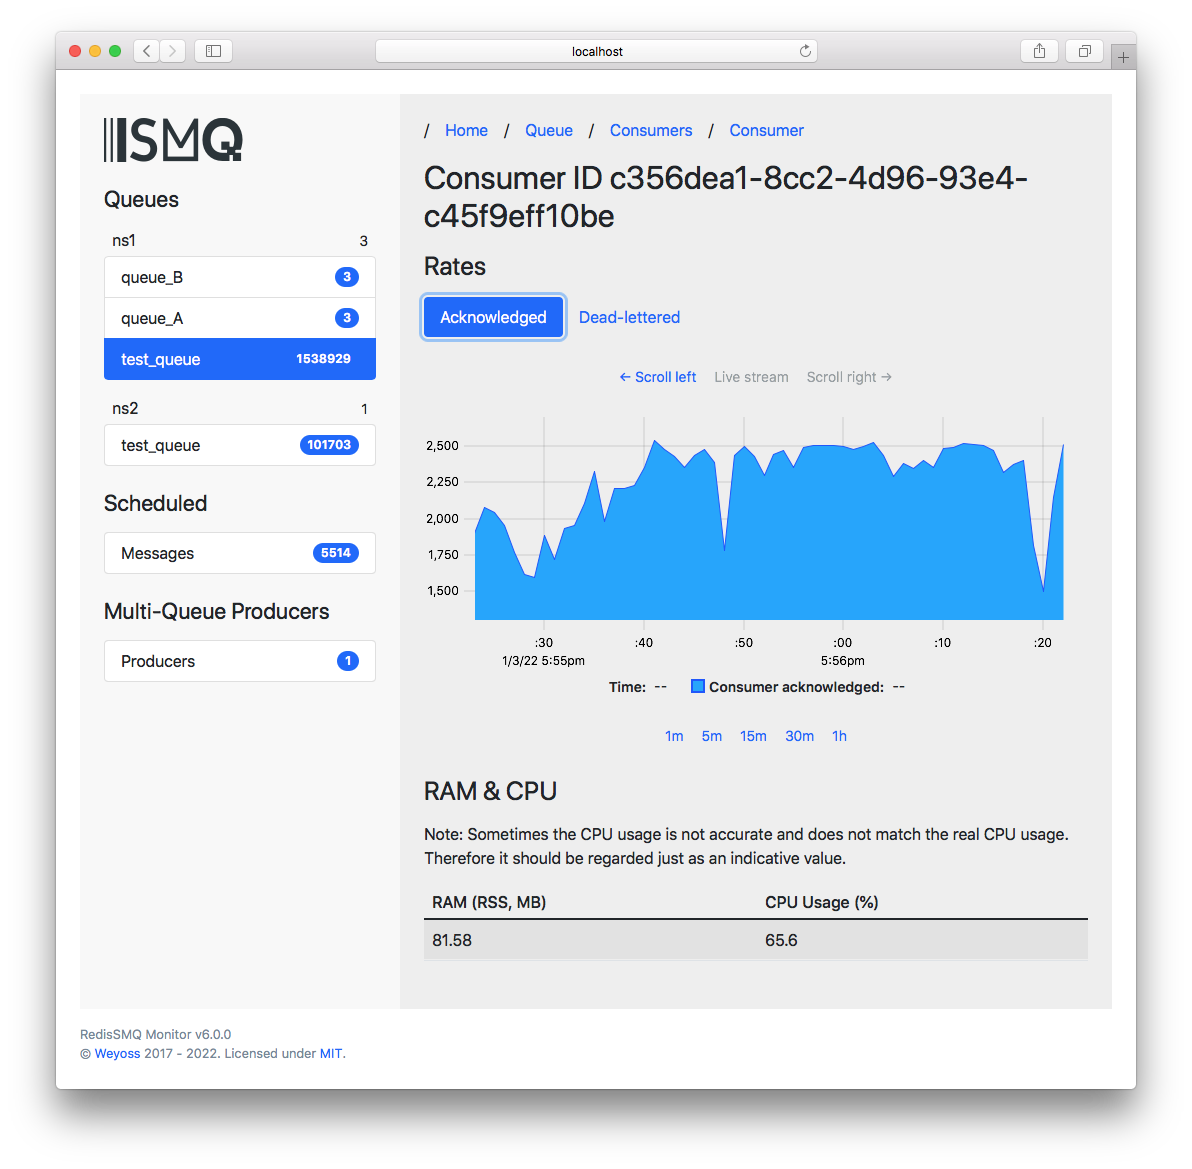 localhost
ISMQ
Queues
ns1 3
queue_B 3
queue_A 3
test_queue 1538929
ns2 1
test_queue 101703
Scheduled
Messages 5514
Multi-Queue Producers
Producers 1
/ Home / Queue / Consumers / Consumer
Consumer ID c356dea1-8cc2-4d96-93e4-
c45f9eff10be
Rates
Acknowledged Dead-lettered
← Scroll left Live stream Scroll right →
2,500
2,250
2,000
1,750
1,500
:30 :40 :50 :00 :10 :20
1/3/22 5:55pm 5:56pm
Time: -- Consumer acknowledged: --
1m 5m 15m 30m 1h
RAM & CPU
Note: Sometimes the CPU usage is not accurate and does not match the real CPU usage.
Therefore it should be regarded just as an indicative value.
RAM (RSS, MB) CPU Usage (%)
81.58 65.6
RedisSMQ Monitor v6.0.0
© Weyoss 2017 - 2022. Licensed under MIT.